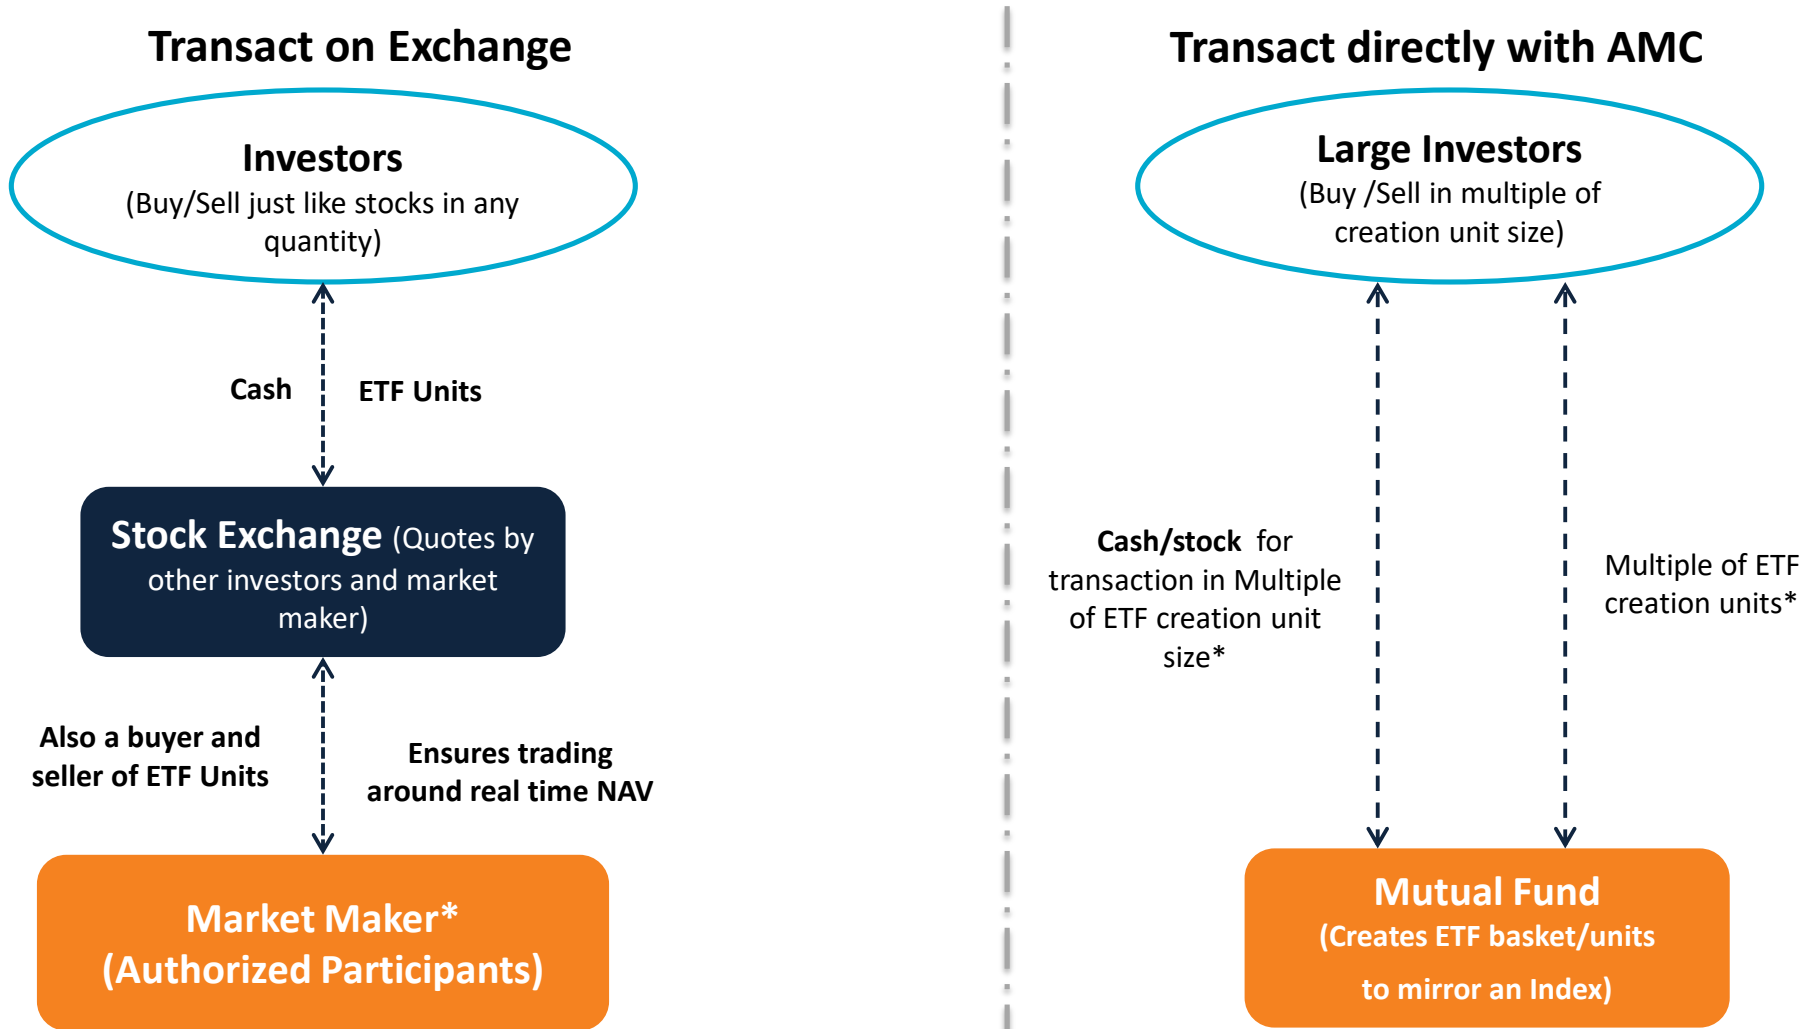 Transact on Exchange
Investors
(Buy/Sell just like stocks in any
quantity)
Cash
ETF Units
Stock Exchange (Quotes by
other investors and market
maker)
Also a buyer and
seller of ETF Units
Ensures trading
around real time NAV
Market Maker*
(Authorized Participants)
Transact directly with AMC
Large Investors
(Buy /Sell in multiple of
creation unit size)
Cash/stock for
transaction in Multiple
of ETF creation unit
size*
Multiple of ETF
creation units*
Mutual Fund
(Creates ETF basket/units
to mirror an Index)